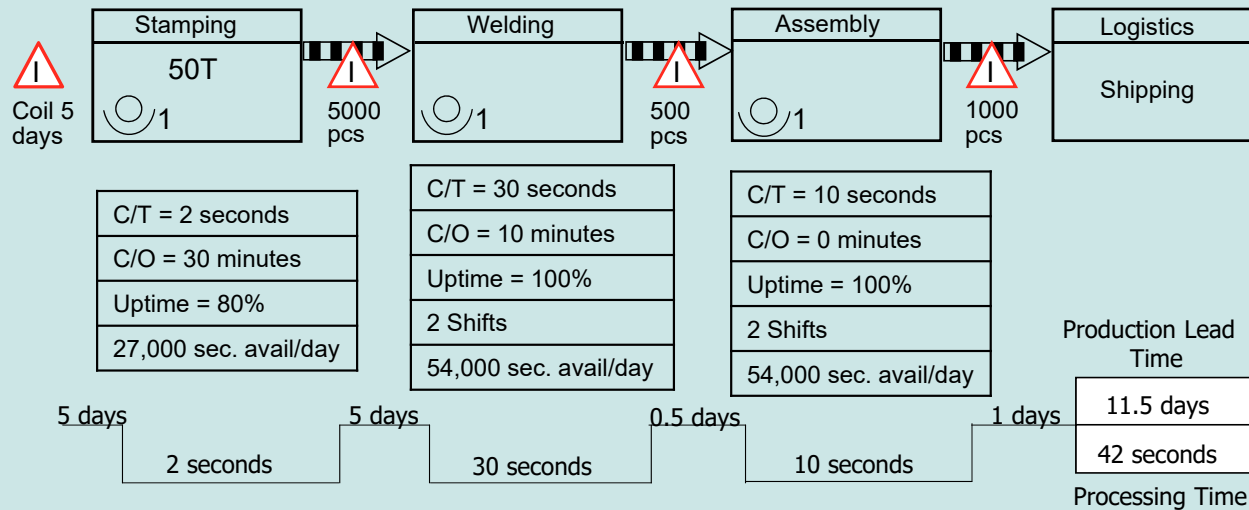 Stamping
Welding
Assembly
Logistics
I
50T
I
I
I
Shipping
Coil 5
days
1
5000
pcs
1
500
pcs
1
1000
pcs
C/T = 2 seconds
C/O = 30 minutes
Uptime = 80%
27,000 sec. avail/day
C/T = 30 seconds
C/O = 10 minutes
Uptime = 100%
2 Shifts
54,000 sec. avail/day
C/T = 10 seconds
C/O = 0 minutes
Uptime = 100%
2 Shifts
54,000 sec. avail/day
Production Lead
Time
5 days
5 days
0.5 days
1 days
11.5 days
2 seconds
30 seconds
10 seconds
42 seconds
Processing Time